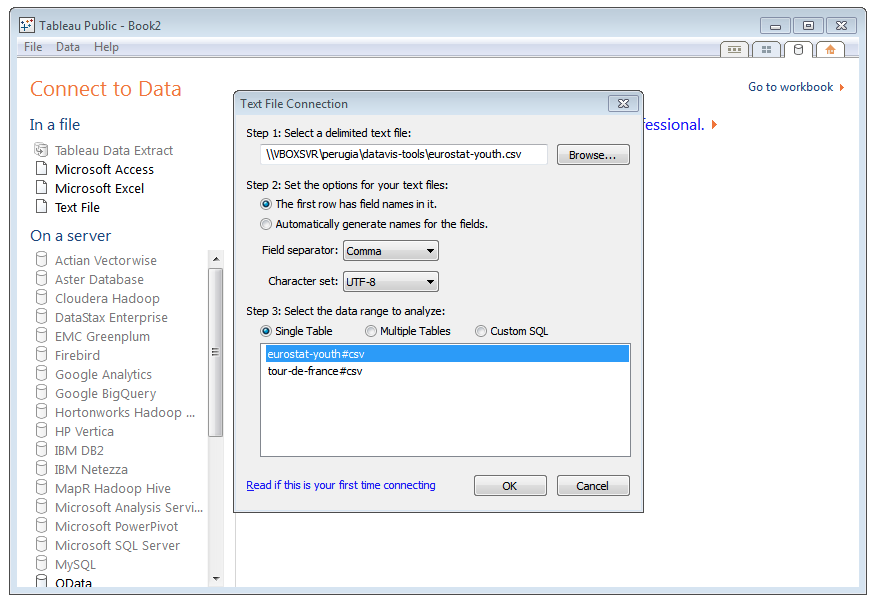 Tableau Public - Book2
File Data Help
Connect to Data
Go to workbook
In a file
Tableau Data Extract
Microsoft Access
Microsoft Excel
Text File
On a server
Actian Vectorwise
Aster Database
Cloudera Hadoop
DataStax Enterprise
EMC Greenplum
Firebird
Google Analytics
Google BigQuery
Hortonworks Hadoop ...
HP Vertica
IBM DB2
IBM Netezza
MapR Hadoop Hive
Microsoft Analysis Servi...
Microsoft PowerPivot
Microsoft SQL Server
MySQL
OData
Text File Connection
Step 1: Select a delimited text file:
\\VBOXSVR\perugia\datavis-tools\eurostat-youth.csv Browse...
Step 2: Set the options for your text files:
The first row has field names in it.
Automatically generate names for the fields.
Field separator: Comma
Character set: UTF-8
Step 3: Select the data range to analyze:
Single Table Multiple Tables Custom SQL
eurostat-youth#csv
tour-de-france#csv
Read if this is your first time connecting OK Cancel